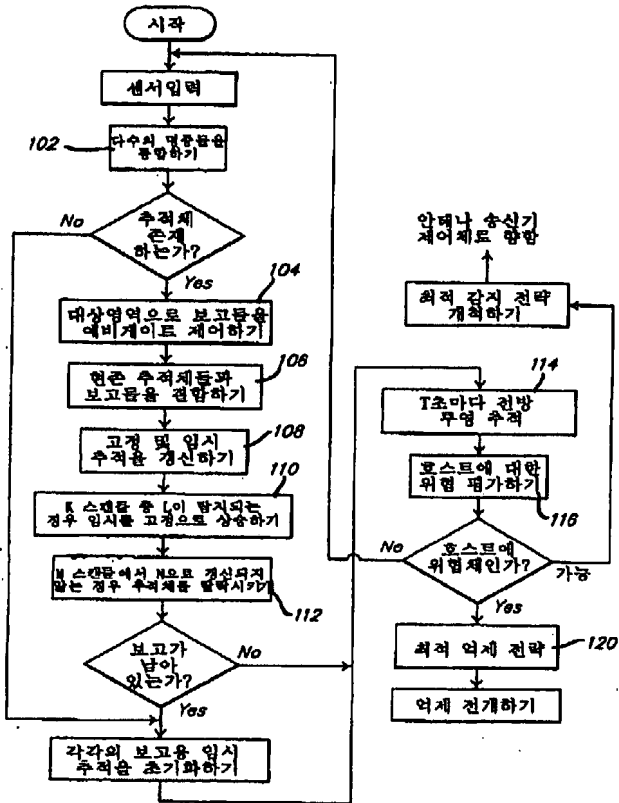 시작
센서입력
102
다수의 명중물을
통합하기
추적체
존재
하는가?
No
Yes
104
대상영역으로 보고들을
예비게이트 제어하기
106
현존 추적체들과
보고들을 결합하기
108
고정 및 임시
추적을 갱신하기
110
K 스캔들 중 L이 탐지되는
경우 임시를 고정으로 상승하기
M 스캔들에서 N으로 갱신되지
않는 경우 추적체를 탈락시키기
112
보고가
남아
있는가?
No
Yes
각각의 보고용 임시
추적을 초기화하기
안테나 송신기
제어체로 향함
최적 감지 전략
개척하기
114
T초마다 전방
투영 추적
호스트에 대한
위협 평가하기
116
호스트에
위협체인가?
No
가능
Yes
최적 억제 전략
120
억제 전개하기